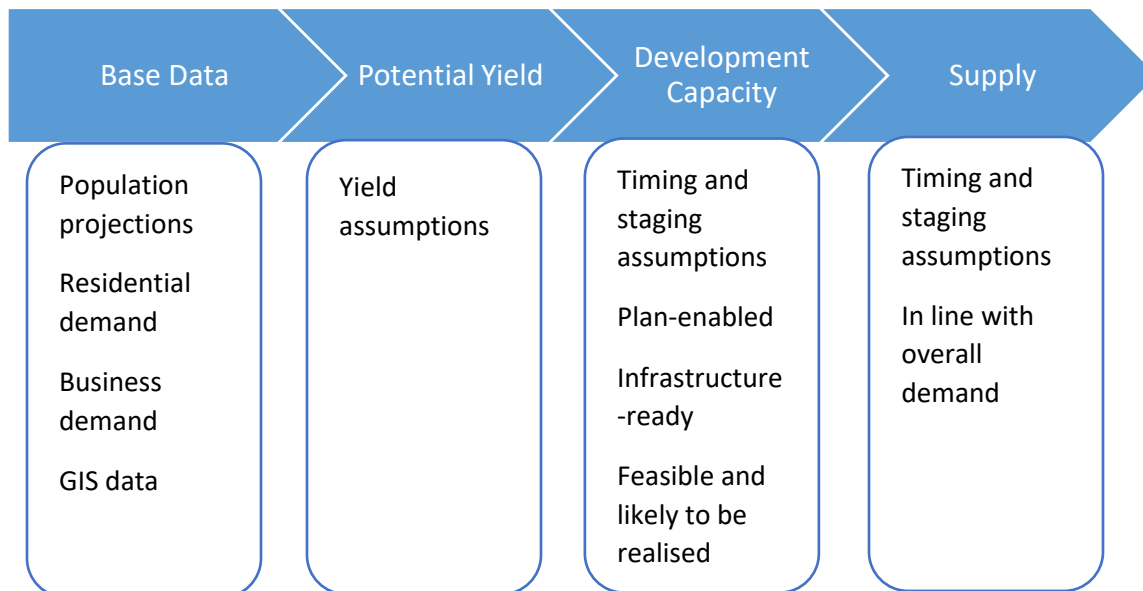 Base Data
Potential Yield
Development
Capacity
Supply
Population
projections
Residential
demand
Business
demand
GIS data
Yield
assumptions
Timing and
staging
assumptions
Plan-enabled
Infrastructure
-ready
Feasible and
likely to be
realised
Timing and
staging
assumptions
In line with
overall
demand